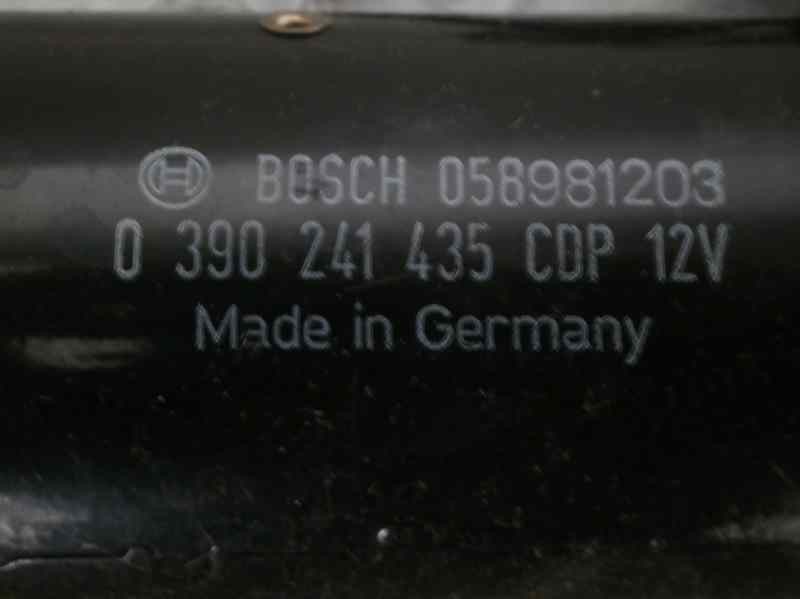 BOSCH 058981203
0 390 241 435 CDP 12V
Made in Germany